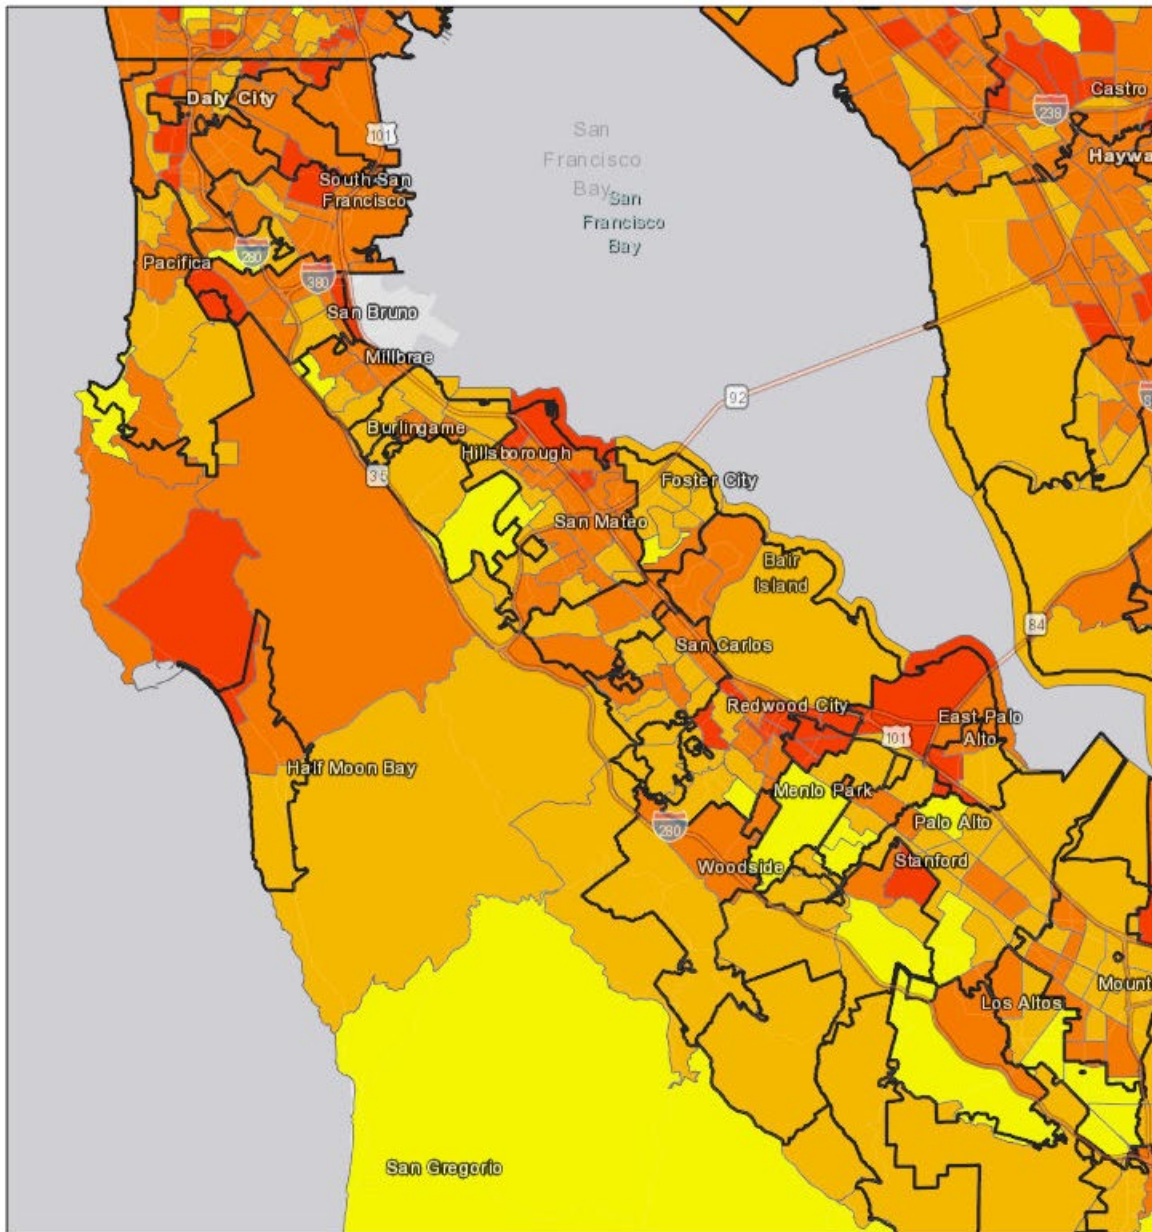 Castro
238
Daly City
San
Francisco
Bay
101
Haywa
South San
Francisco
San
Francisco
Bay
280
Pacifica
380
San Bruno
Millbrae
92
Burlingame
Hillsborough
35
Foster City
San Mateo
Bair
Island
84
San Carlos
Redwood City
East Palo
Alto
101
Half Moon Bay
Menlo Park
280
Palo Alto
Woodside
Stanford
Mount
Los Altos
San Gregorio